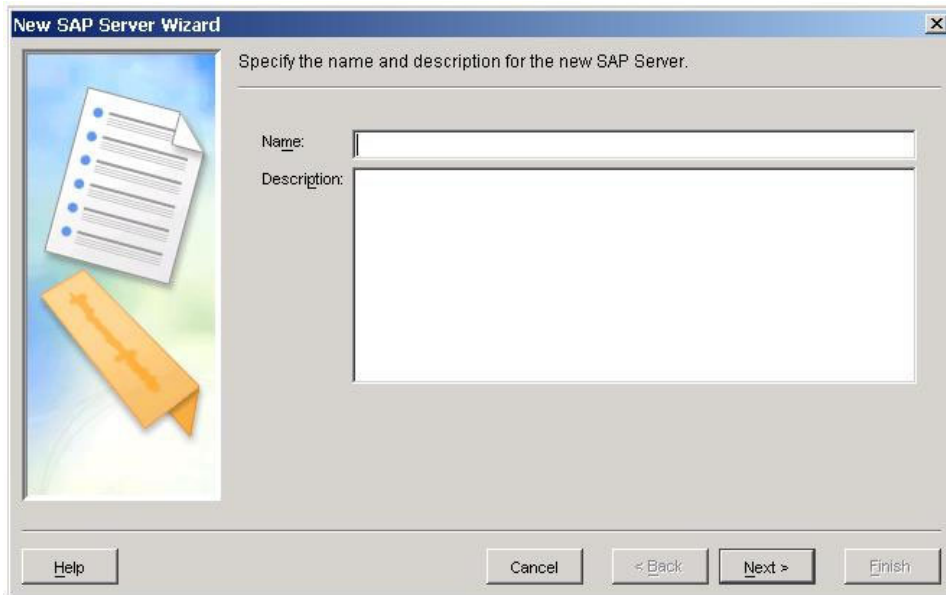 New SAP Server Wizard
Specify the name and description for the new SAP Server.
Name:
Description:
Help
Cancel
< Back
Next >
Finish